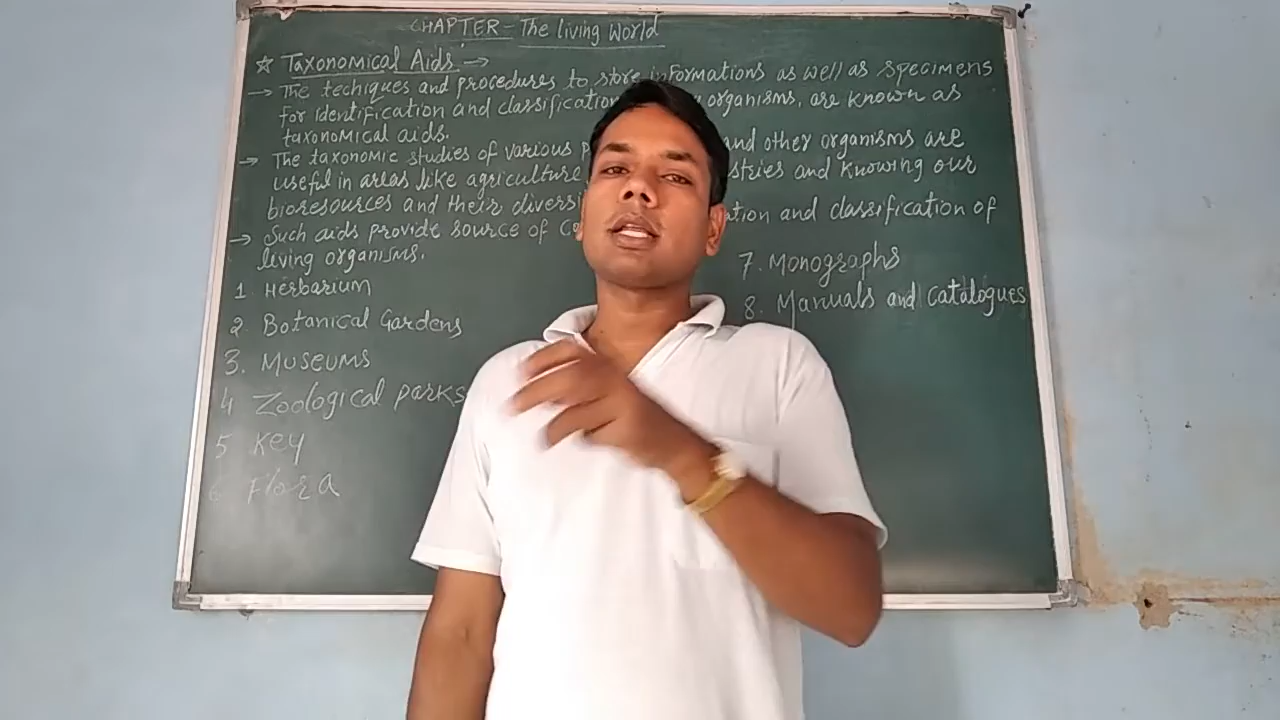 CHAPTER - The Living World
☆ Taxonomical Aids →
→ The techiques and procedures to store informations as well as specimens
for identification and classification organisms, are known as
taxonomical aids.
→ The taxonomic studies of various and other organisms are
useful in areas like agriculture and knowing our
bioresources and their
→ Such aids provide source of and classification of
living organisms.
1. Herbarium
2. Botanical Gardens
3. Museums
4 Zoological parks
5 Key
6 Flora
7. Monographs
8. Manuals and Catalogues